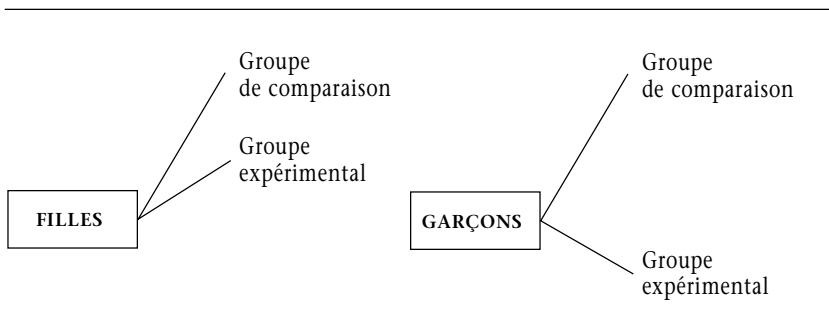 Groupe
de comparaison
Groupe
expérimental
FILLES
Groupe
de comparaison
GARÇONS
Groupe
expérimental